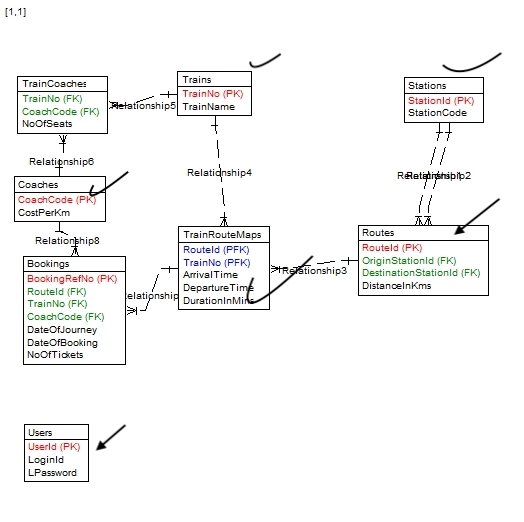 [1,1]
Trains
TrainNo (PK)
TrainName
Stations
StationId (PK)
StationCode
TrainCoaches
TrainNo (FK)
CoachCode (FK)
NoOfSeats
Relationship5
Relationship6
Relationship4
Relationship2
Coaches
CoachCode (PK)
CostPerKm
Relationship8
TrainRouteMaps
RouteId (PFK)
TrainNo (PFK)
ArrivalTime
DepartureTime
DurationInMins
Routes
RouteId (PK)
OriginStationId (FK)
DestinationStationId (FK)
DistanceInKms
Relationship3
Bookings
BookingRefNo (PK)
RouteId (FK)
TrainNo (FK)
CoachCode (FK)
DateOfJourney
DateOfBooking
NoOfTickets
elationship
Users
UserId (PK)
LoginId
LPassword